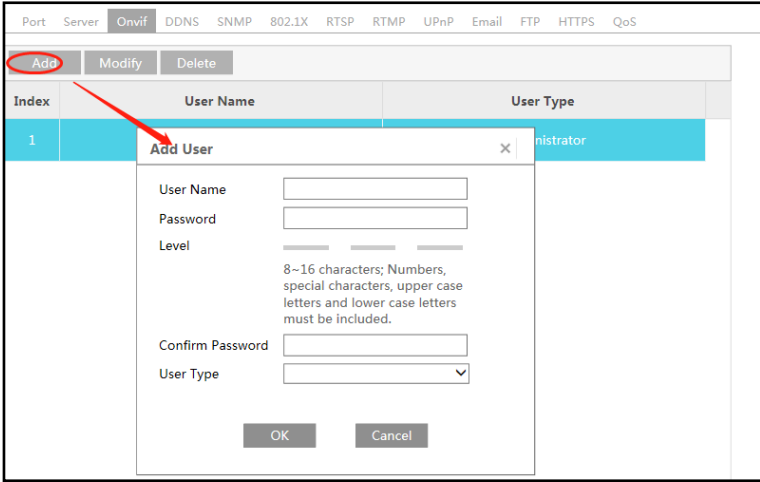 Port Server Onvif DDNS SNMP 802.1X RTSP RTMP UPnP Email FTP HTTPS QoS
Add Modify Delete
Index User Name User Type
1 nistrator
Add User ×
User Name
Password
Level
8~16 characters; Numbers,
special characters, upper case
letters and lower case letters
must be included.
Confirm Password
User Type
OK Cancel